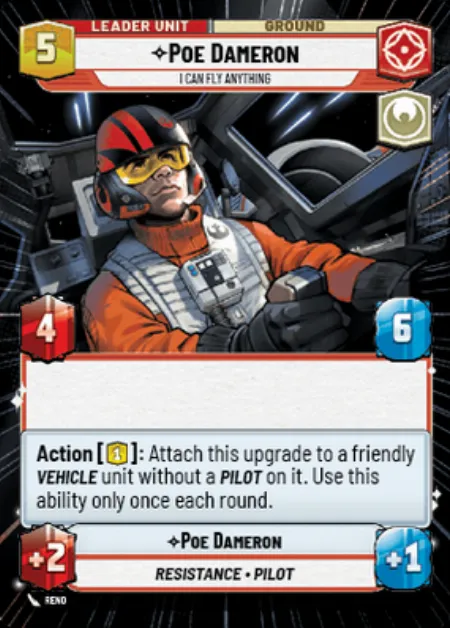 LEADER UNIT GROUND
5
POE DAMERON
I CAN FLY ANYTHING
4 6
Action [1]: Attach this upgrade to a friendly
VEHICLE unit without a PILOT on it. Use this
ability only once each round.
POE DAMERON
+2 +1
RESISTANCE • PILOT
RENO